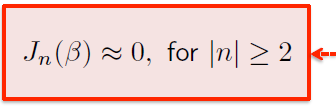 Jₙ(β) ≈ 0, for |n| ≥ 2